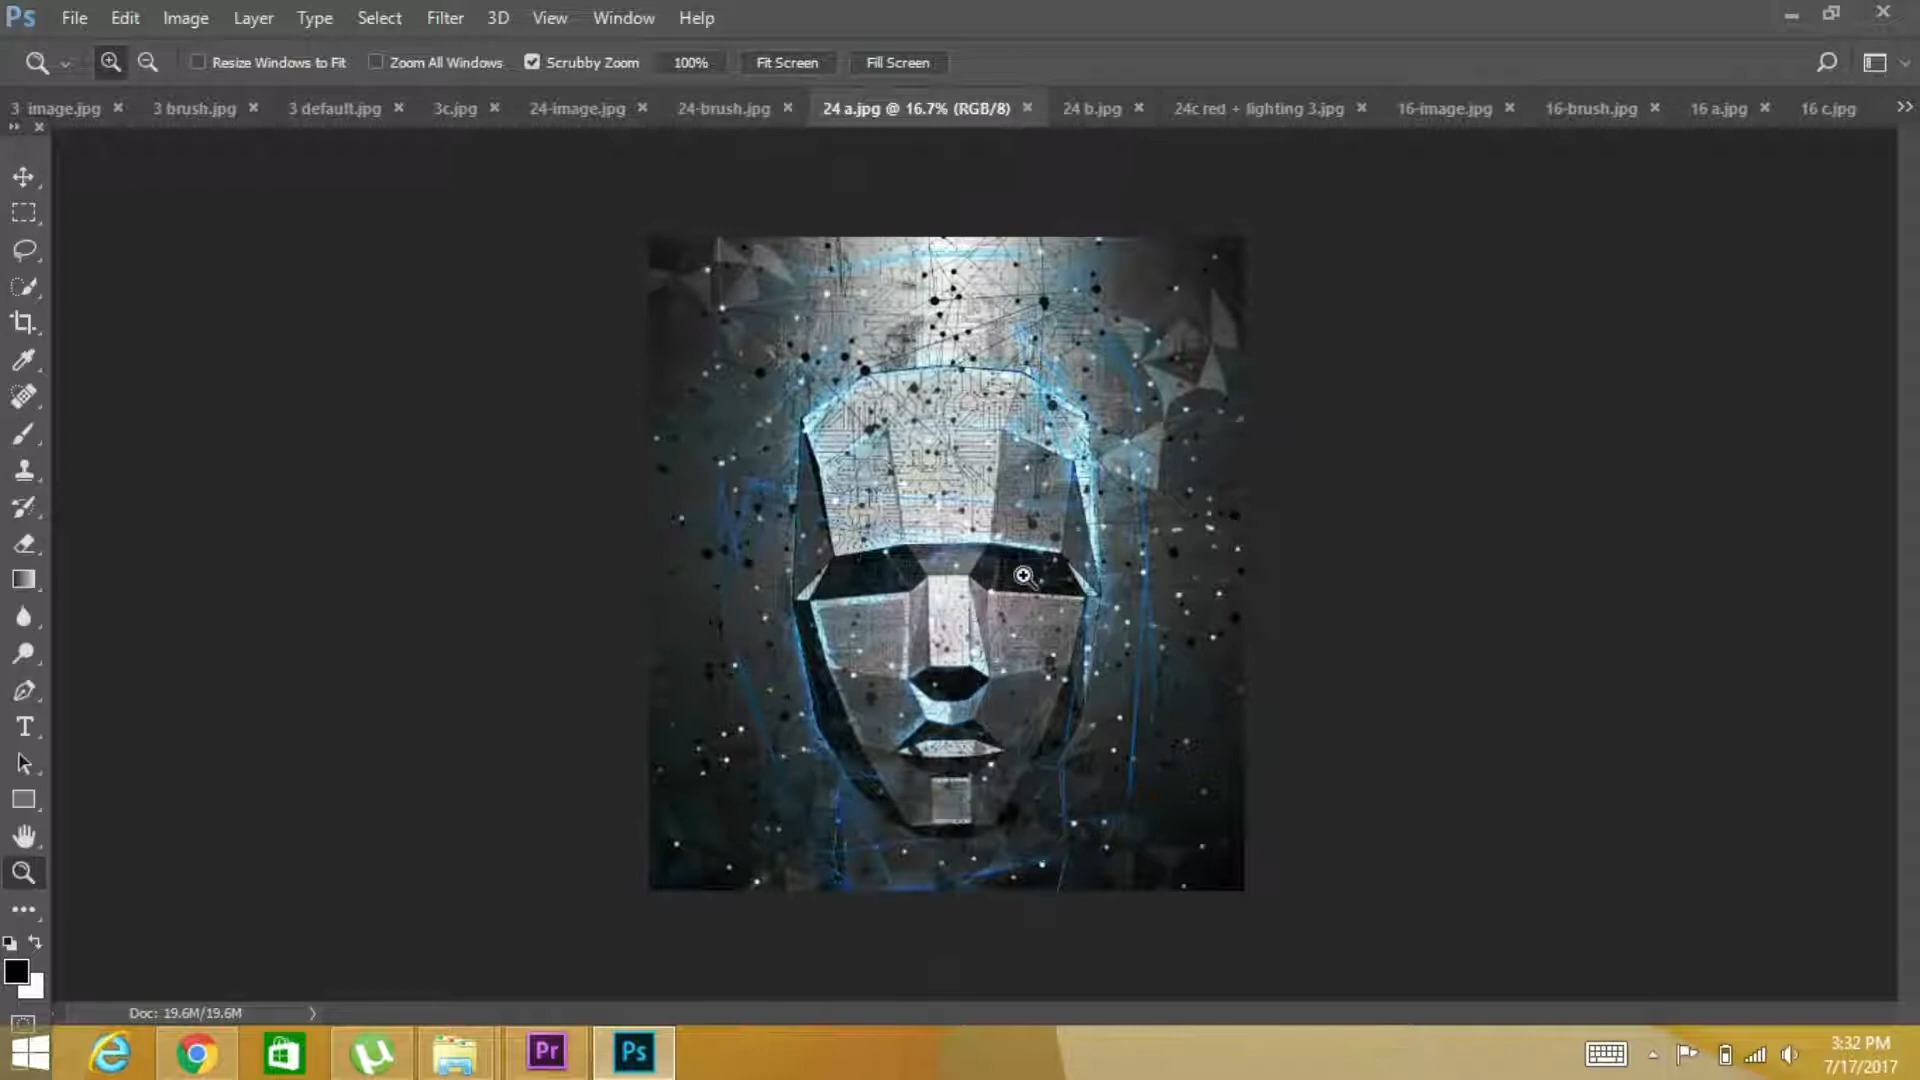 Ps File Edit Image Layer Type Select Filter 3D View Window Help
Resize Windows to Fit Zoom All Windows Scrubby Zoom 100% Fit Screen Fill Screen
3 image.jpg 3 brush.jpg 3 default.jpg 3c.jpg 24-image.jpg 24-brush.jpg 24 a.jpg @ 16.7% (RGB/8) 24 b.jpg 24c red + lighting 3.jpg 16-image.jpg 16-brush.jpg 16 a.jpg 16 c.jpg
Doc: 19.6M/19.6M
Pr Ps
3:32 PM
7/17/2017